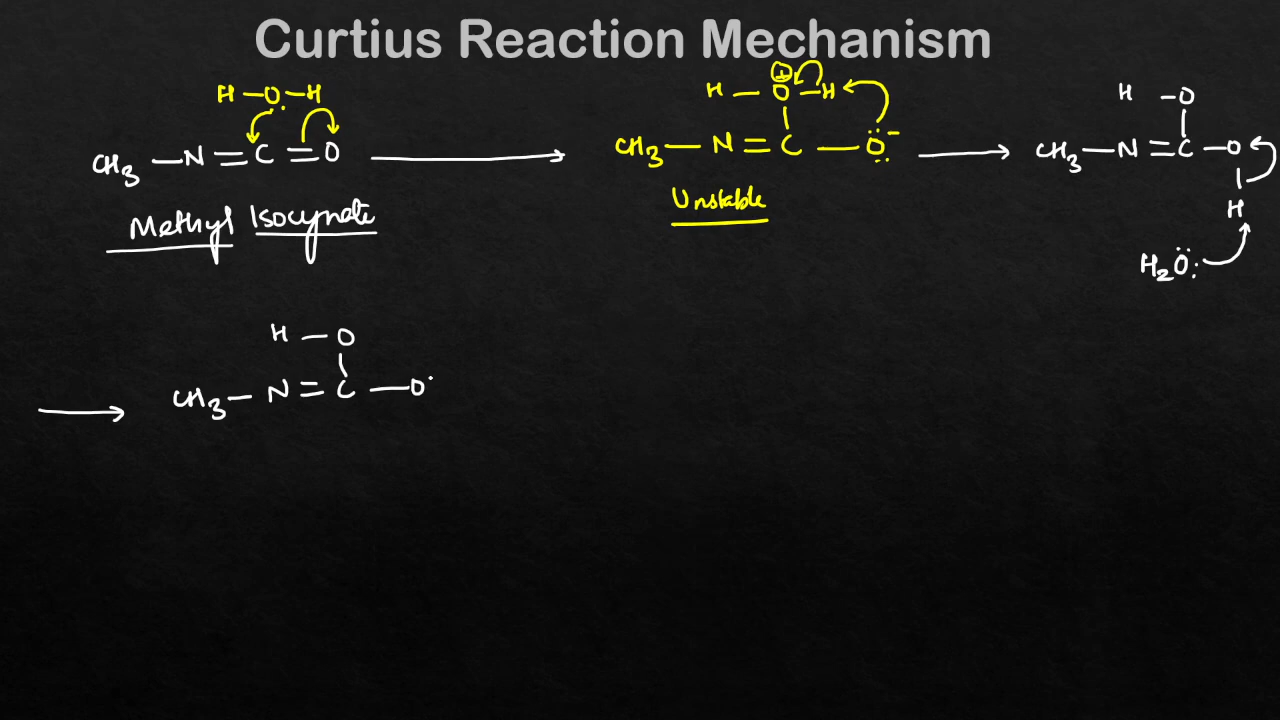 Curtius Reaction Mechanism
H — O — H
CH3 — N = C = O
Methyl Isocynate
H — O — H
⊕
CH3 — N = C — O −
Unstable
H — O
CH3 — N = C — O
H
H2O
H — O
CH3 — N = C — O